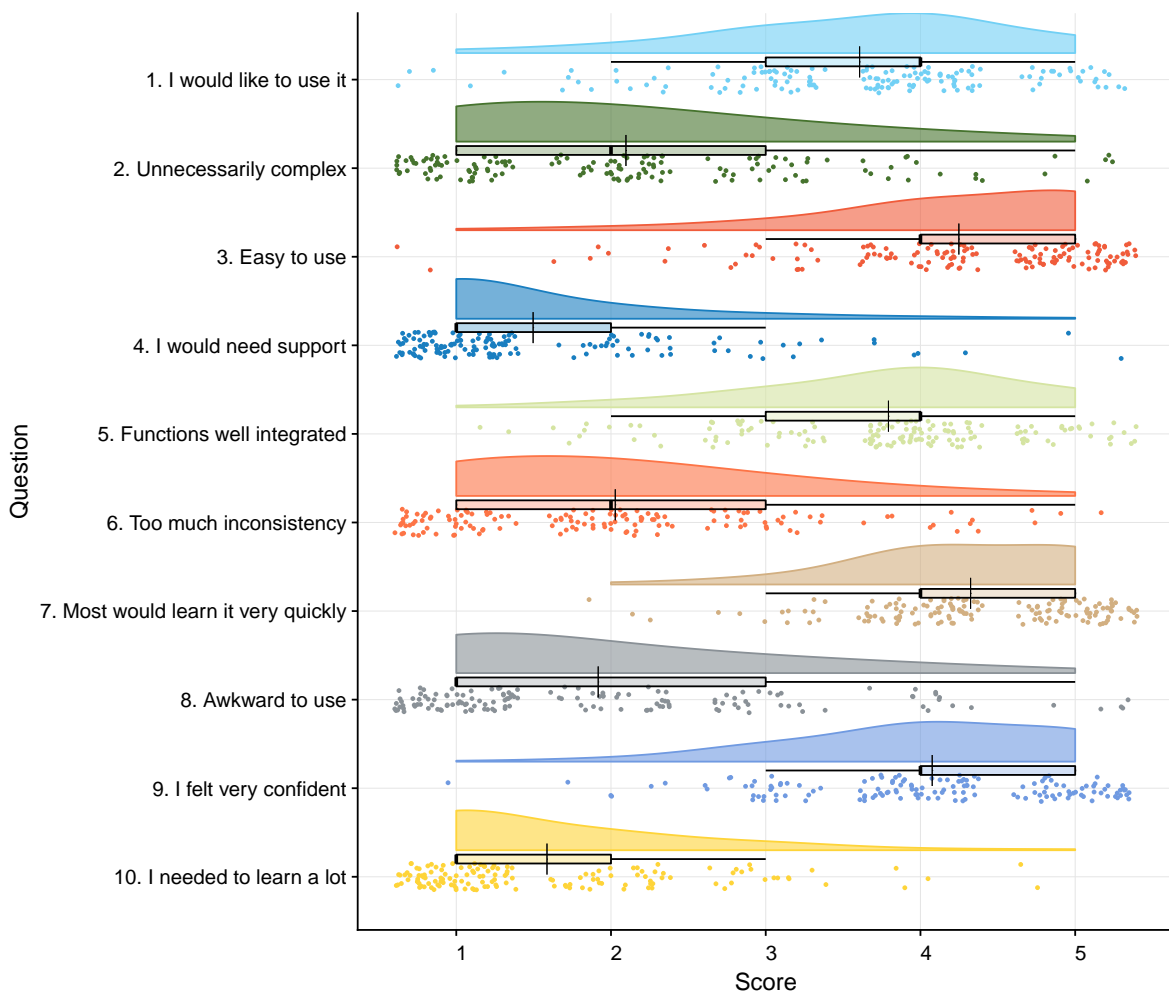 Question
1. I would like to use it
2. Unnecessarily complex
3. Easy to use
4. I would need support
5. Functions well integrated
6. Too much inconsistency
7. Most would learn it very quickly
8. Awkward to use
9. I felt very confident
10. I needed to learn a lot
1 2 3 4 5
Score